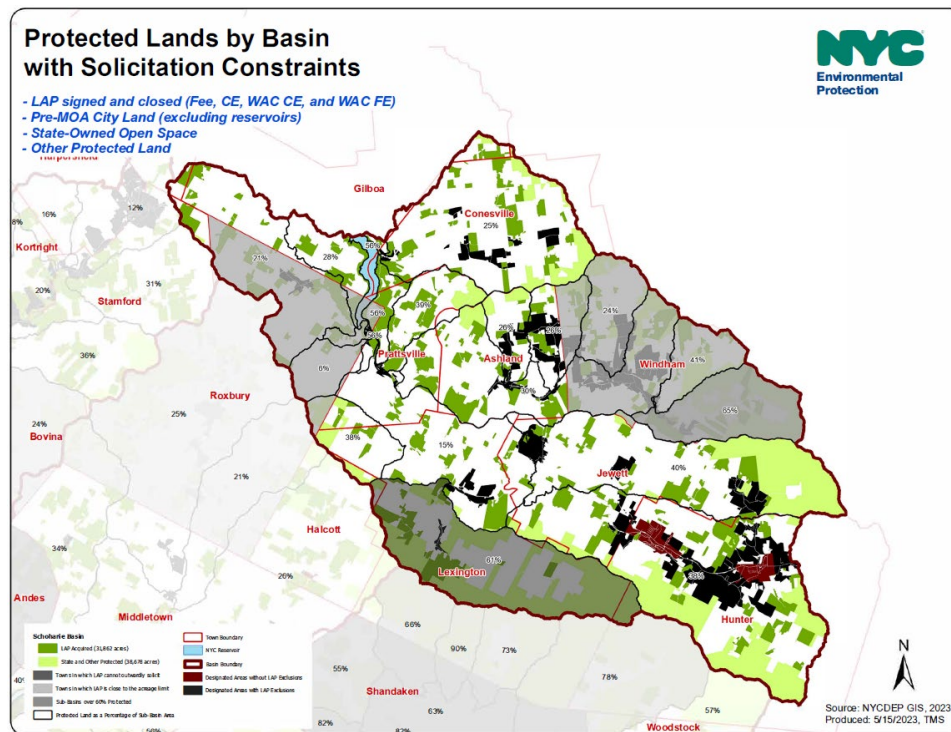 Protected Lands by Basin
with Solicitation Constraints
NYC
Environmental
Protection
- LAP signed and closed (Fee, CE, WAC CE, and WAC FE)
- Pre-MOA City Land (excluding reservoirs)
- State-Owned Open Space
- Other Protected Land
Harpersfield
Gilboa
Conesville
25%
16%
12%
8%
Kortright
56%
21%
28%
31%
20%
Stamford
39%
24%
56%
26%
Prattsville
Ashland
Windham
41%
36%
6%
30%
65%
Roxbury
25%
24%
Bovina
38%
15%
40%
Jewett
21%
Halcott
34%
61%
Lexington
26%
38%
Andes
Middletown
Hunter
66%
90%
73%
55%
78%
Shandaken
63%
57%
82%
82%
Woodstock
40%
50%
Schoharie Basin
LAP Acquired (31,862 acres)
State and Other Protected (38,678 acres)
Towns in which LAP cannot outwardly solicit
Towns in which LAP is close to the acreage limit
Sub-Basins over 60% Protected
Protected Land as a Percentage of Sub-Basin Area
Town Boundary
NYC Reservoir
Basin Boundary
Designated Areas without LAP Exclusions
Designated Areas with LAP Exclusions
N
Source: NYCDEP GIS, 2023
Produced: 5/15/2023, TMS